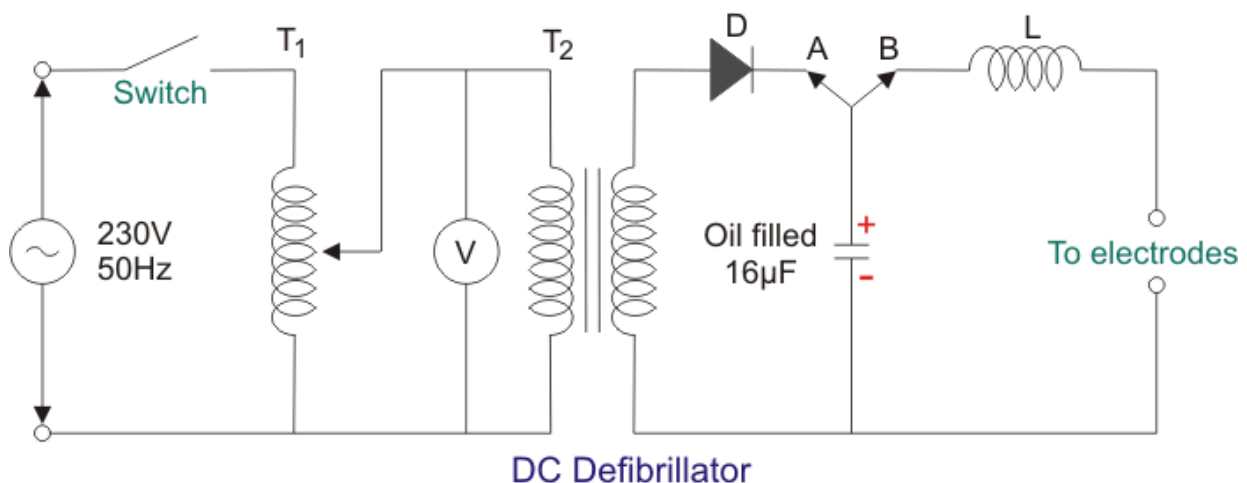 T1
T2
D
A
B
L
Switch
230V
50Hz
V
Oil filled
16µF
+
-
To electrodes
DC Defibrillator